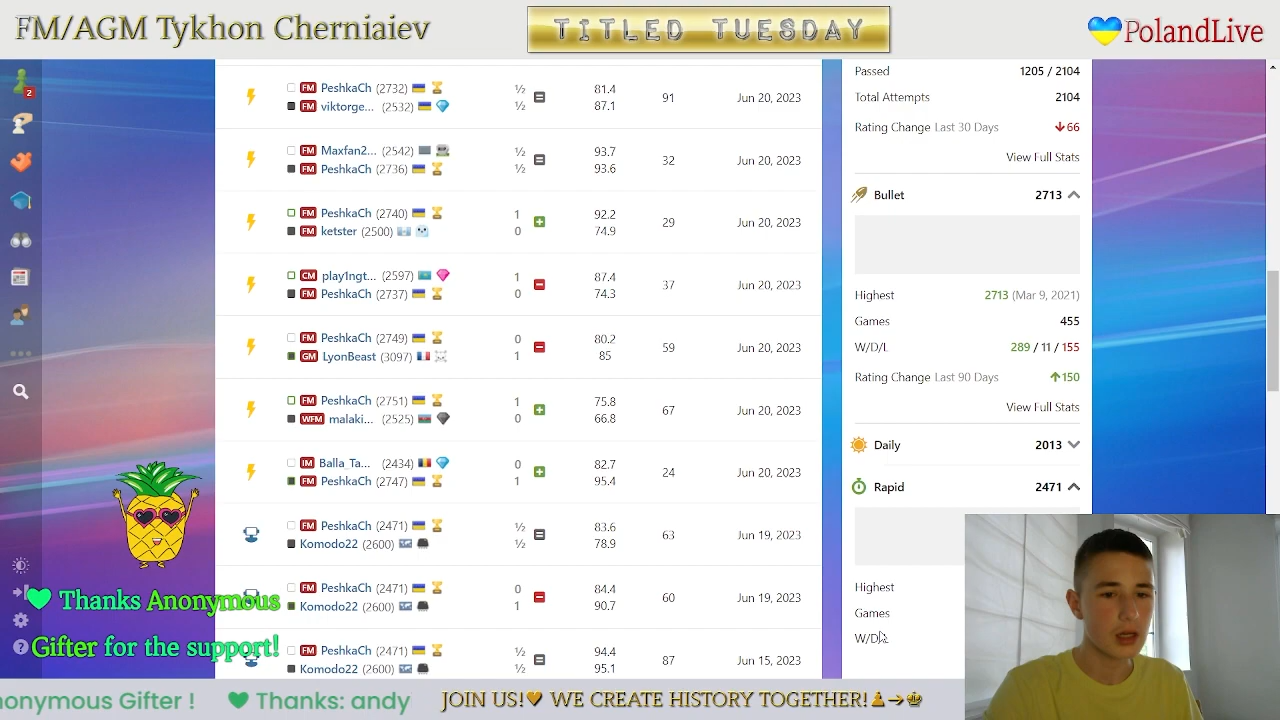 FM/AGM Tykhon Cherniaiev
TITLED TUESDAY
PolandLive
2
FM PeshkaCh (2732) ½ 81.4 91 Jun 20, 2023
FM viktorge... (2532) ½ 87.1
FM Maxfan2... (2542) ½ 93.7 32 Jun 20, 2023
FM PeshkaCh (2736) ½ 93.6
FM PeshkaCh (2740) 1 92.2 29 Jun 20, 2023
FM ketster (2500) 0 74.9
CM play1ngt... (2597) 1 87.4 37 Jun 20, 2023
FM PeshkaCh (2737) 0 74.3
FM PeshkaCh (2749) 0 80.2 59 Jun 20, 2023
GM LyonBeast (3097) 1 85
FM PeshkaCh (2751) 1 75.8 67 Jun 20, 2023
WFM malaki... (2525) 0 66.8
IM Balla_Ta... (2434) 0 82.7 24 Jun 20, 2023
FM PeshkaCh (2747) 1 95.4
FM PeshkaCh (2471) ½ 83.6 63 Jun 19, 2023
Komodo22 (2600) ½ 78.9
FM PeshkaCh (2471) 0 84.4 60 Jun 19, 2023
Komodo22 (2600) 1 90.7
FM PeshkaCh (2471) ½ 94.4 87 Jun 15, 2023
Komodo22 (2600) ½ 95.1
Passed 1205 / 2104
Total Attempts 2104
Rating Change Last 30 Days 66
View Full Stats
Bullet 2713
Highest 2713 (Mar 9, 2021)
Games 455
W/D/L 289 / 11 / 155
Rating Change Last 90 Days 150
View Full Stats
Daily 2013
Rapid 2471
Highest
Games
W/D/L
Thanks Anonymous
Gifter for the support!
nonymous Gifter ! Thanks: andy JOIN US! WE CREATE HISTORY TOGETHER!